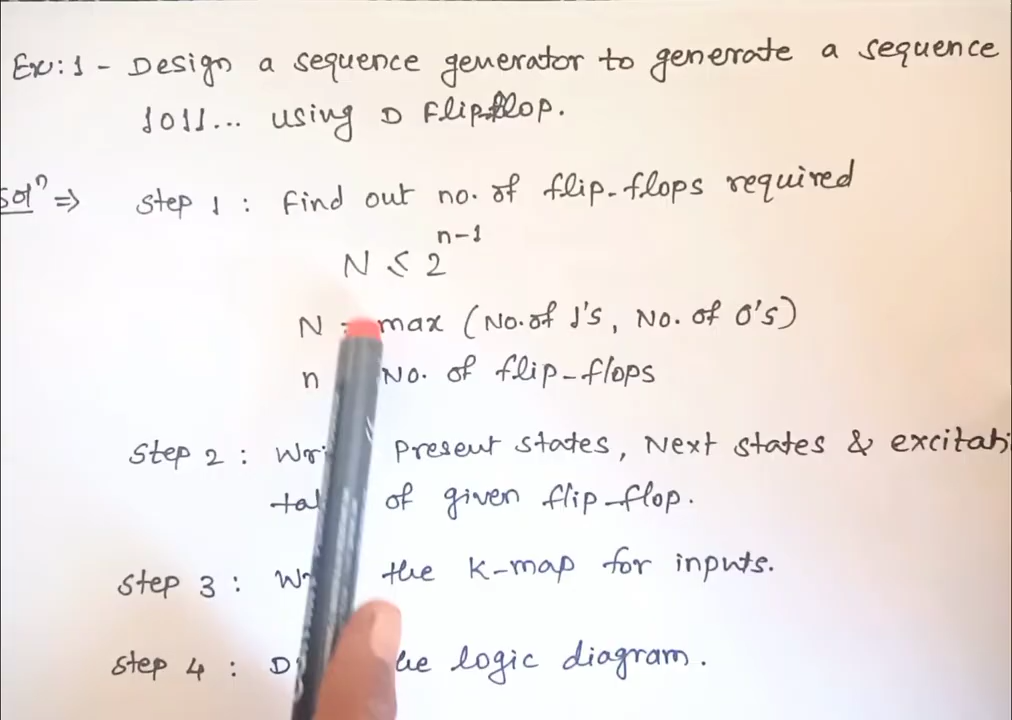 Ex:1 - Design a sequence generator to generate a sequence
1011... using D Flipflop.
Solⁿ ⇒ Step 1 : Find out no. of flip-flops required
N ≤ 2^(n-1)
N = max (No. of 1's, No. of 0's)
n No. of flip-flops
Step 2 : Present states, Next states &
of given flip-flop.
Step 3 : the K-map for inputs.
Step 4 : logic diagram.